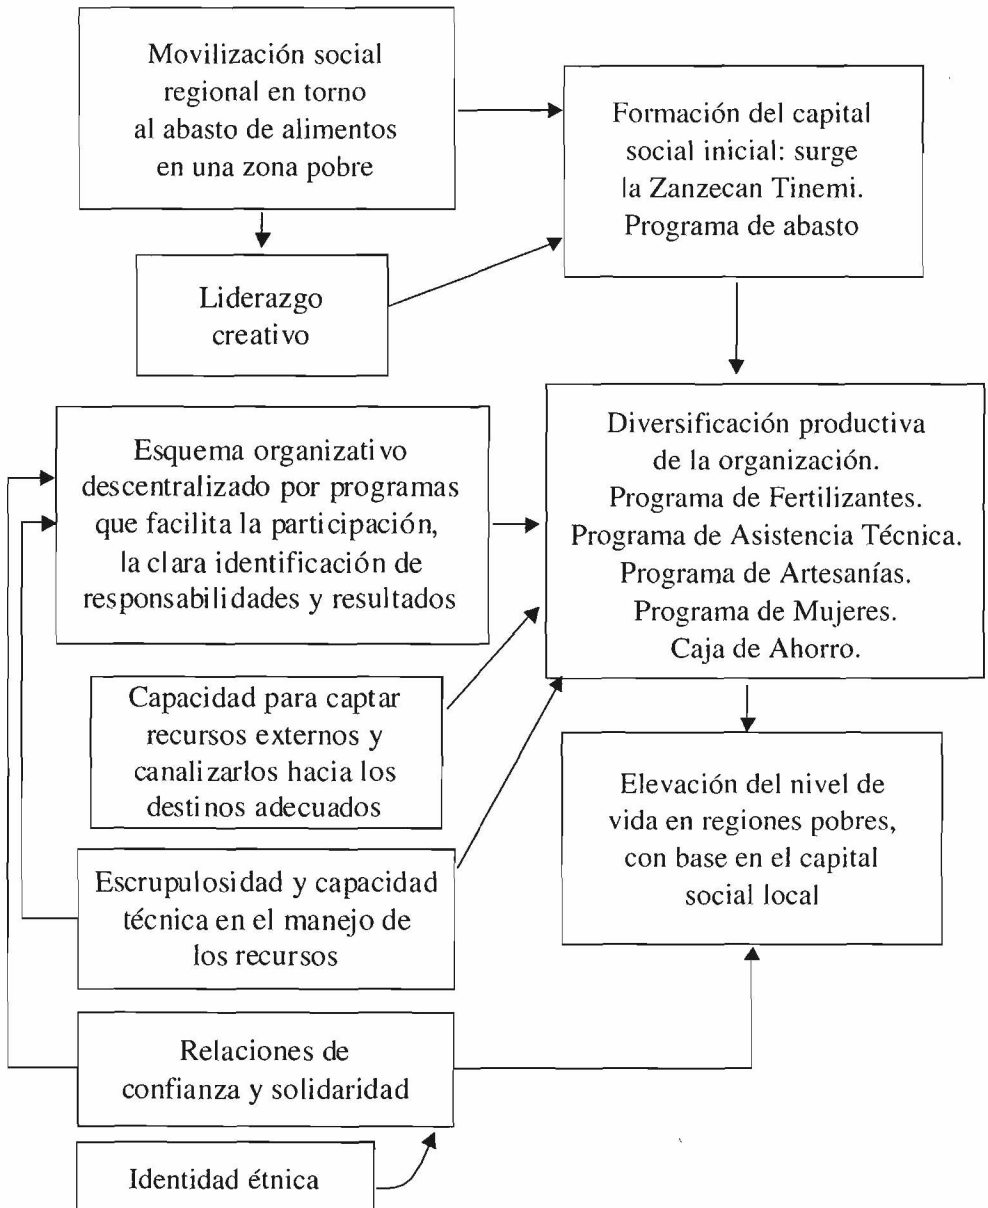 Movilización social
regional en torno
al abasto de alimentos
en una zona pobre
Formación del capital
social inicial: surge
la Zanzecan Tinemi.
Programa de abasto
Liderazgo
creativo
Esquema organizativo
descentralizado por programas
que facilita la participación,
la clara identificación de
responsabilidades y resultados
Diversificación productiva
de la organización.
Programa de Fertilizantes.
Programa de Asistencia Técnica.
Programa de Artesanías.
Programa de Mujeres.
Caja de Ahorro.
Capacidad para captar
recursos externos y
canalizarlos hacia los
destinos adecuados
Elevación del nivel de
vida en regiones pobres,
con base en el capital
social local
Escrupulosidad y capacidad
técnica en el manejo de
los recursos
Relaciones de
confianza y solidaridad
Identidad étnica